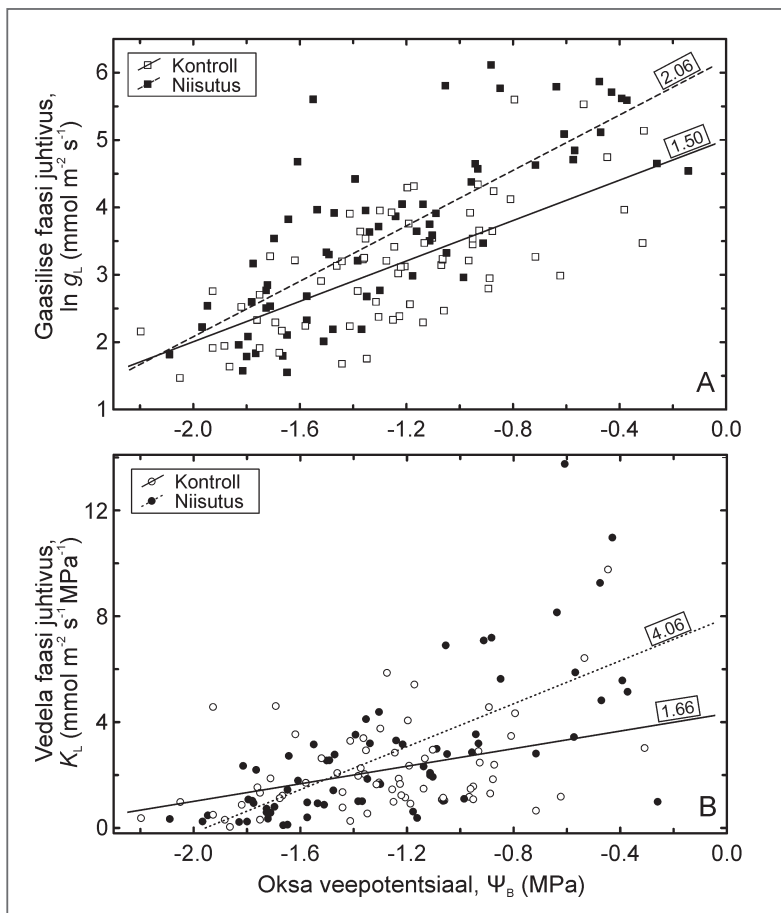 Kontroll
Niisutus
2.06
1.50
Gaasilise faasi juhtivus,
ln gL (mmol m-2 s-1)
6
5
4
3
2
1
A
-2.0 -1.6 -1.2 -0.8 -0.4 0.0
Kontroll
Niisutus
4.06
1.66
Vedela faasi juhtivus,
KL (mmol m-2 s-1 MPa-1)
12
8
4
0
B
-2.0 -1.6 -1.2 -0.8 -0.4 0.0
Oksa veepotentsiaal, ΨB (MPa)